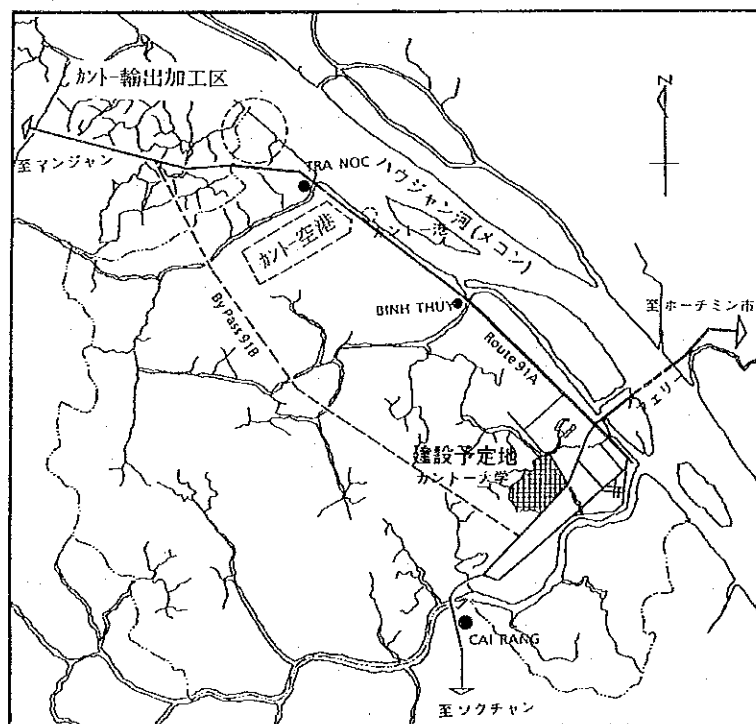 カントー輸出加工区
N
至マンジャン
TRA NOC
ハウジャン河(メコン)
カントー空港
カントー港
BINH THUY
至ホーチミン市
By Pass 91B
Route 91A
フェリー
建設予定地
カントー大学
CAI RANG
至ソクチャン